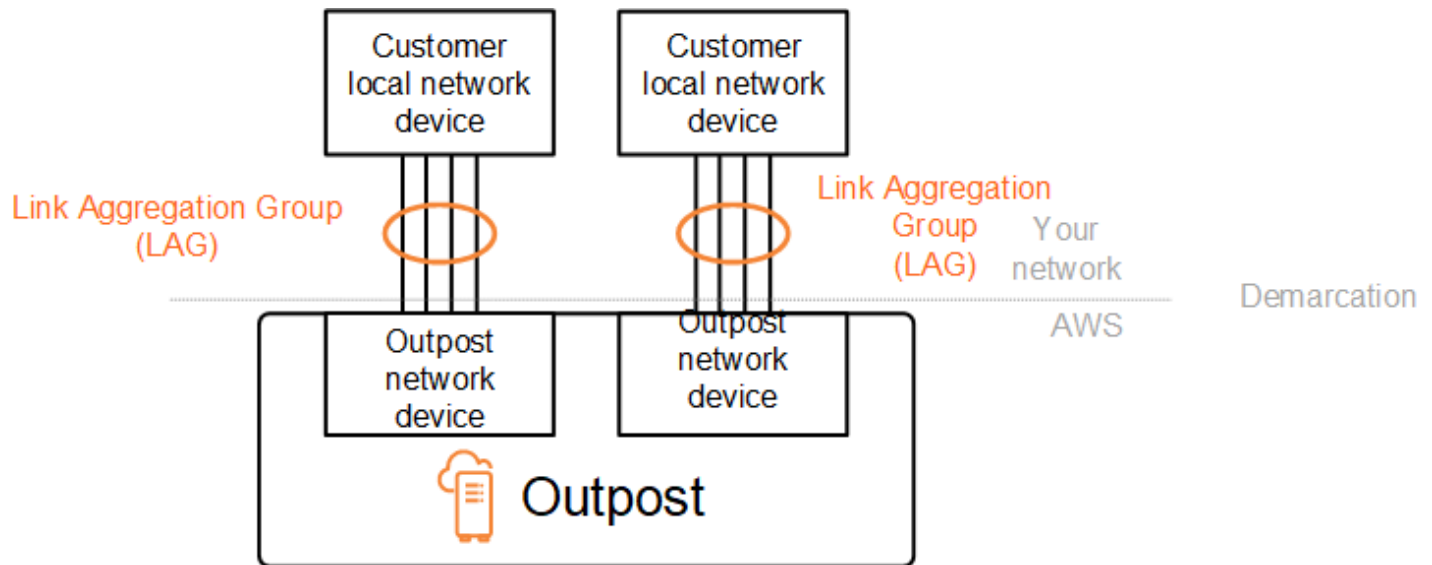 Customer
local network
device
Customer
local network
device
Link Aggregation Group
(LAG)
Link Aggregation
Group
(LAG)
Your
network
Demarcation
AWS
Outpost
network
device
Outpost
network
device
Outpost